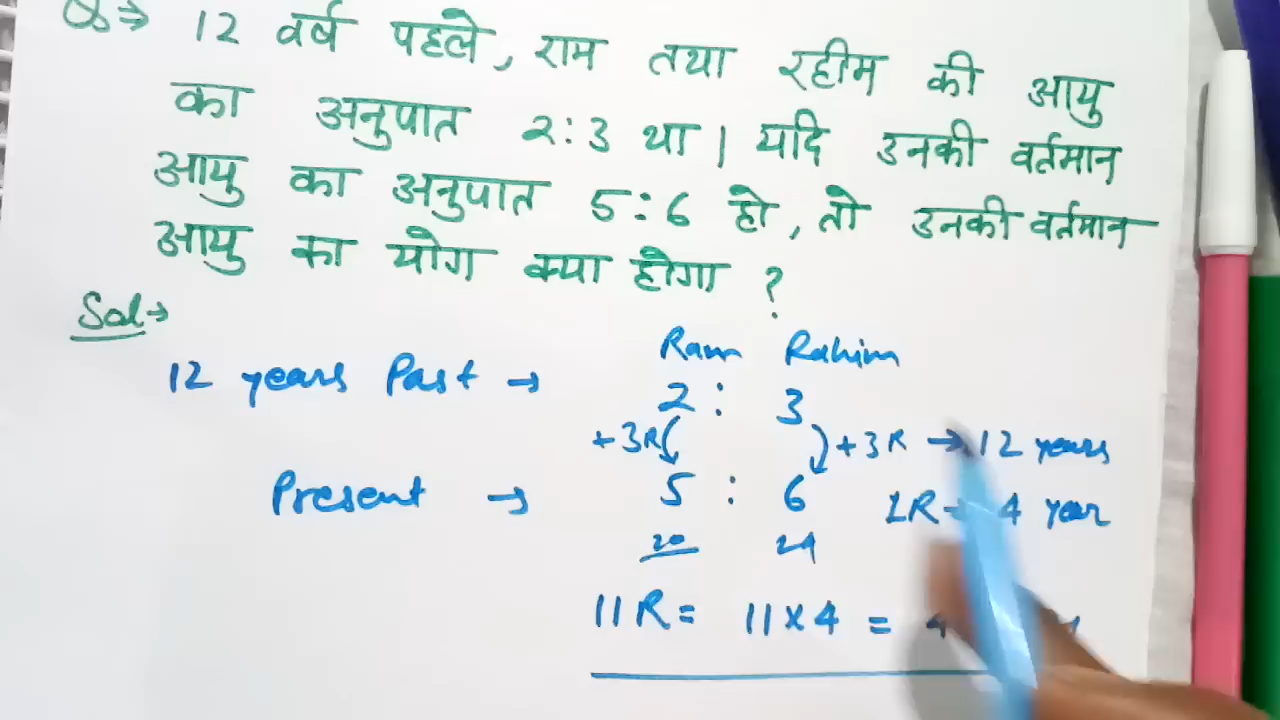 Q→ 12 वर्ष पहले, राम तथा रहीम की आयु
का अनुपात 2:3 था। यदि उनकी वर्तमान
आयु का अनुपात 5:6 हो, तो उनकी वर्तमान
आयु का योग क्या होगा ?
Sol→
Ram Rahim
12 years Past → 2 : 3
+3R +3R → 12 years
Present → 5 : 6 1R → 4 year
20 24
11R = 11×4 = 4